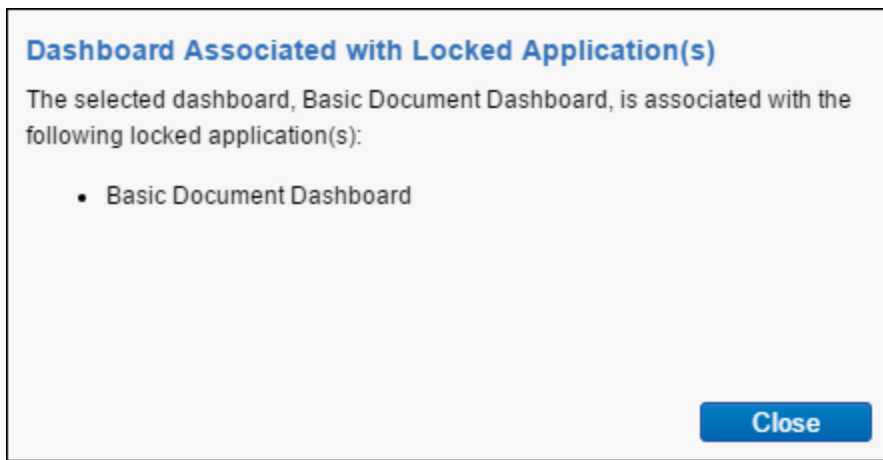 Dashboard Associated with Locked Application(s)
The selected dashboard, Basic Document Dashboard, is associated with the
following locked application(s):
• Basic Document Dashboard
Close